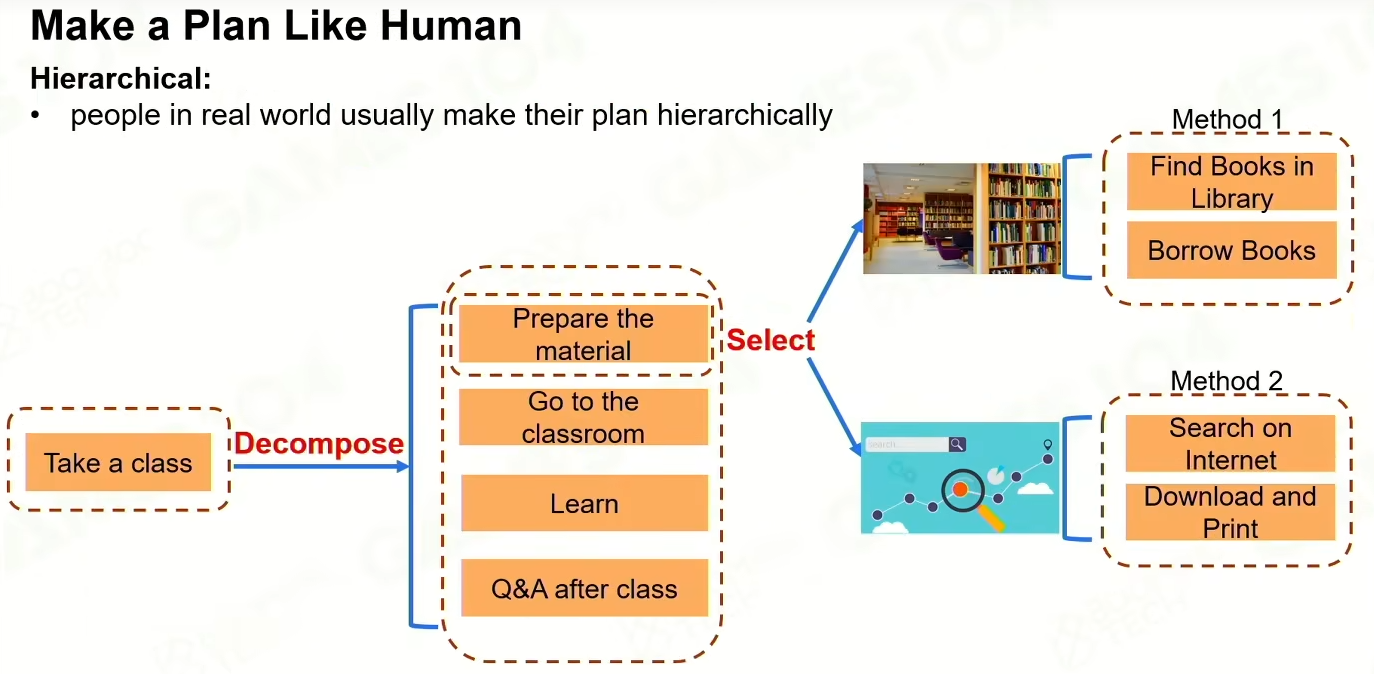 Make a Plan Like Human
Hierarchical:
• people in real world usually make their plan hierarchically
Method 1
Find Books in
Library
Borrow Books
Prepare the
material
Select
Go to the
classroom
Method 2
Take a class
Decompose
Search on
Internet
search
Learn
Download and
Print
Q&A after class
GAMES 104